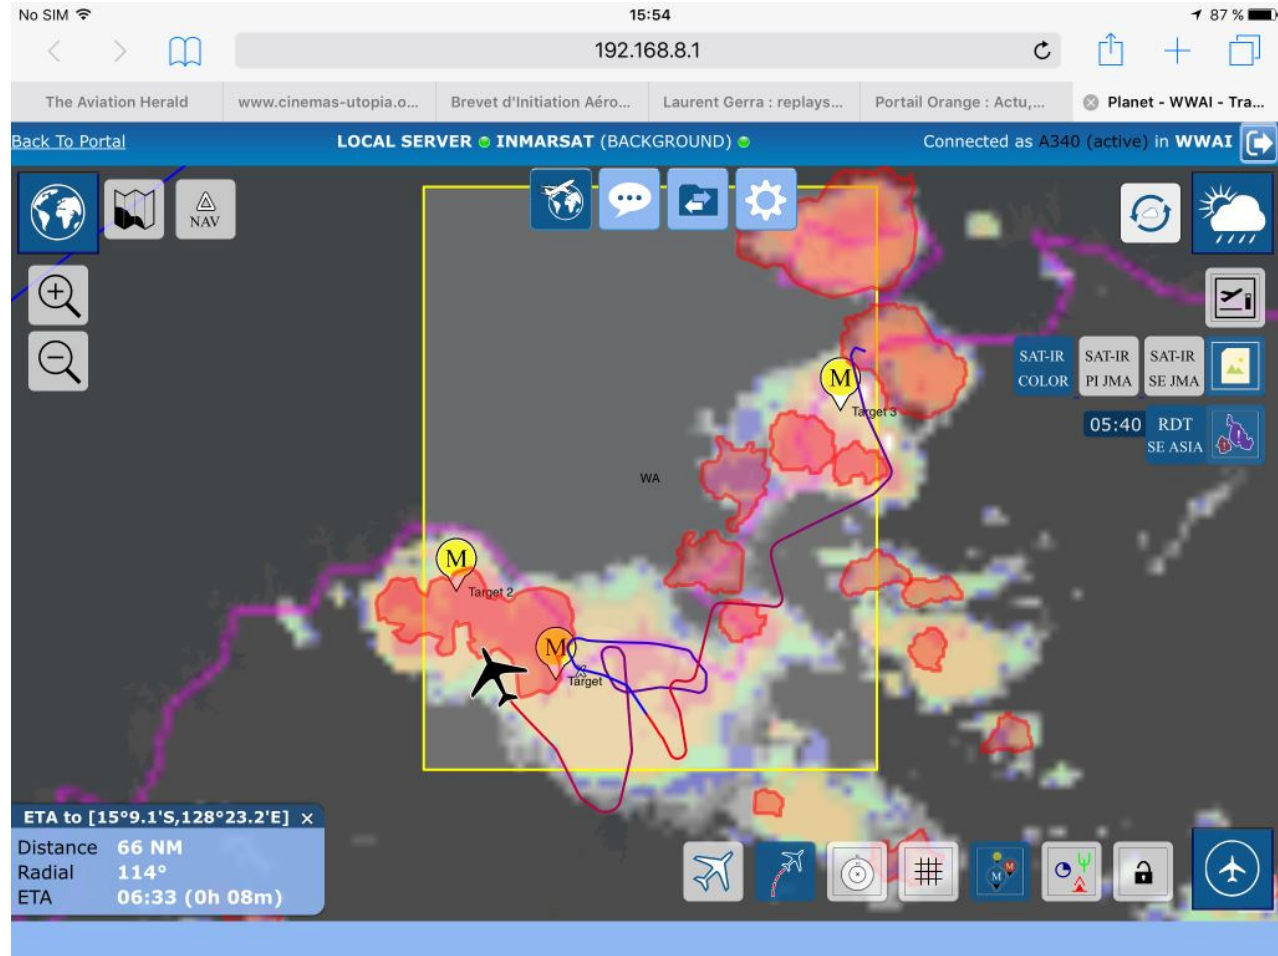 No SIM 15:54 87 %
192.168.8.1
The Aviation Herald www.cinemas-utopia.o... Brevet d'Initiation Aéro... Laurent Gerra : replays... Portail Orange : Actu,... Planet - WWAI - Tra...
Back To Portal LOCAL SERVER INMARSAT (BACKGROUND) Connected as A340 (active) in WWAI
NAV
SAT-IR COLOR
SAT-IR PI JMA
SAT-IR SE JMA
05:40 RDT SE ASIA
M
Target 3
WA
M
Target 2
M
Target
ETA to [15°9.1'S,128°23.2'E] ×
Distance 66 NM
Radial 114°
ETA 06:33 (0h 08m)
M M